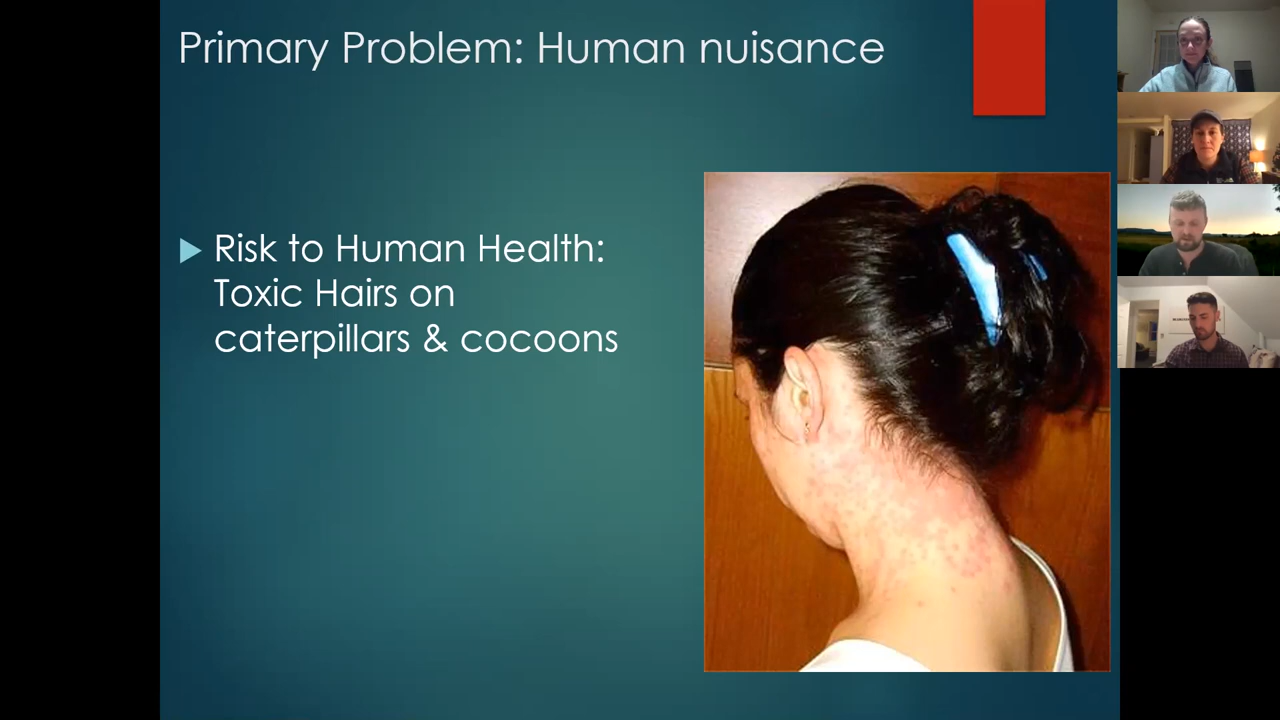 Primary Problem: Human nuisance
Risk to Human Health:
Toxic Hairs on
caterpillars & cocoons